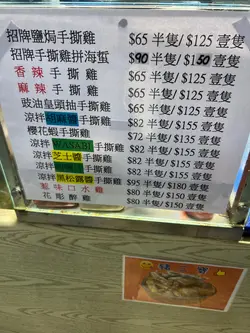 招牌鹽焗手撕雞 $65 半隻/ $125 壹隻
招牌手撕雞拼海蜇 $90 半隻/ $150 壹隻
香辣手撕雞 $65 半隻/ $125 壹隻
麻辣手撕雞 $65 半隻/ $125 壹隻
豉油皇頭抽手撕雞 $65 半隻/ $125 壹隻
涼拌胡麻醬手撕雞 $82 半隻/ $155 壹隻
櫻花蝦手撕雞 $72 半隻/ $135 壹隻
涼拌WASABI手撕雞 $82 半隻/ $155 壹隻
涼拌芝士醬手撕雞 $82 半隻/ $155 壹隻
涼拌手撕雞 $82 半隻/ $155 壹隻
涼拌黑松露醬手撕雞 $95 半隻/ $180 壹隻
惹味口水雞 $80 半隻/ $150 壹隻
花彫醉雞 $80 半隻/ $150 壹隻